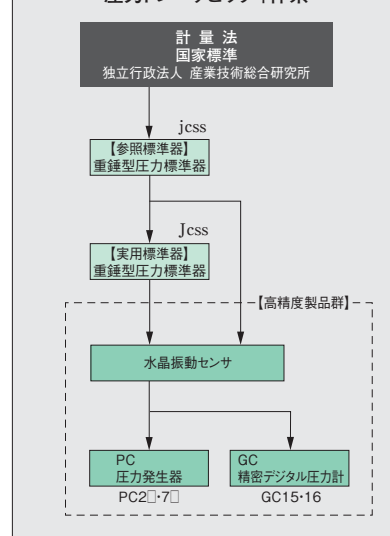 計量法
国家標準
独立行政法人 産業技術総合研究所
jcss
【参照標準器】
重錘型圧力標準器
Jcss
【実用標準器】
重錘型圧力標準器
【高精度製品群】
水晶振動センサ
PC
圧力発生器
PC2□・7□
GC
精密デジタル圧力計
GC15・16